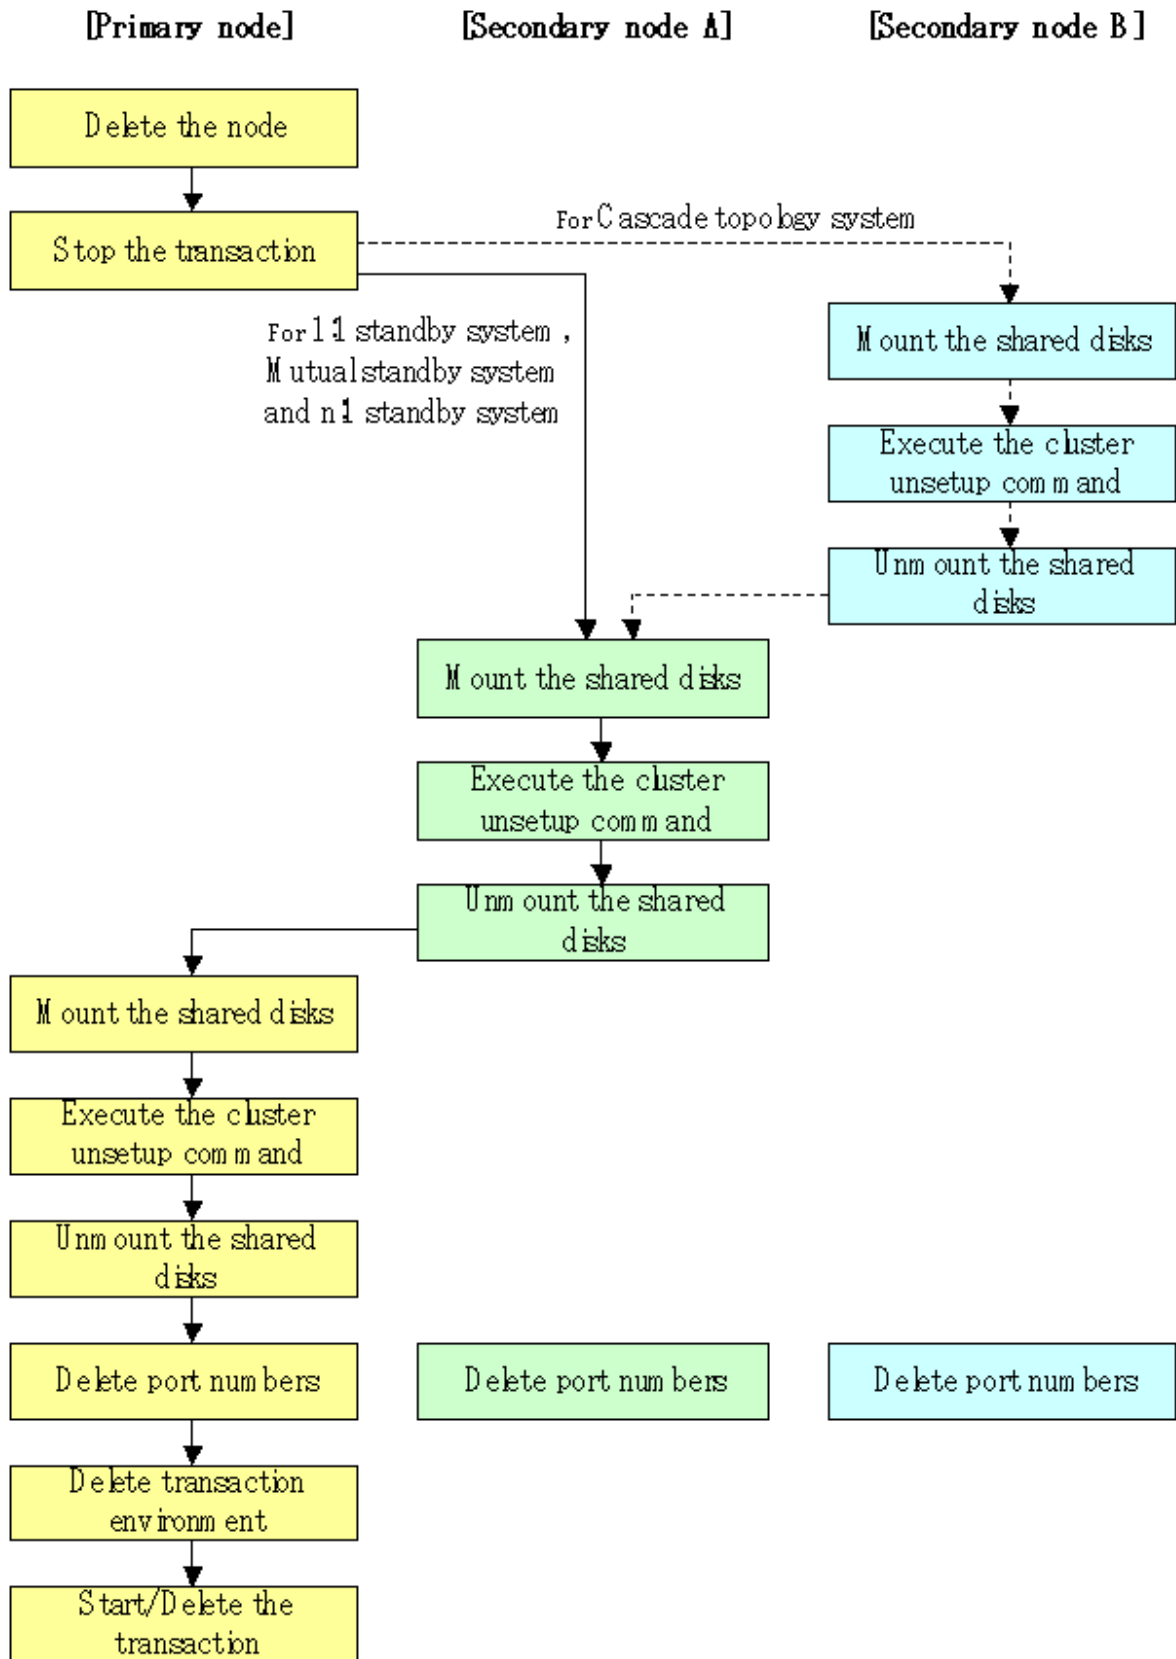 [Primary node]
[Secondary node A]
[Secondary node B]
Delete the node
Stop the transaction
For Cascade topology system
For 1:1 standby system ,
Mutual standby system
and n:1 standby system
Mount the shared disks
Execute the cluster
unsetup command
Unmount the shared
disks
Mount the shared disks
Execute the cluster
unsetup command
Unmount the shared
disks
Mount the shared disks
Execute the cluster
unsetup command
Unmount the shared
disks
Delete port numbers
Delete port numbers
Delete port numbers
Delete transaction
environment
Start/Delete the
transaction